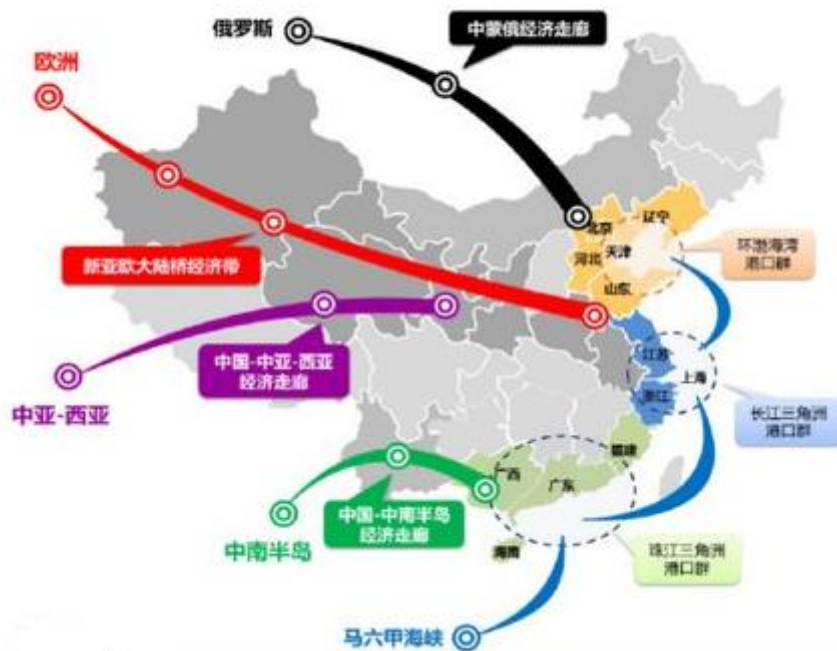 俄罗斯
中蒙俄经济走廊
欧洲
北京
辽宁
天津
河北
山东
环渤海湾
港口群
新亚欧大陆桥经济带
中国-中亚-西亚
经济走廊
江苏
上海
浙江
中亚-西亚
长江三角洲
港口群
福建
广西
广东
中国-中南半岛
经济走廊
中南半岛
海南
珠江三角洲
港口群
马六甲海峡